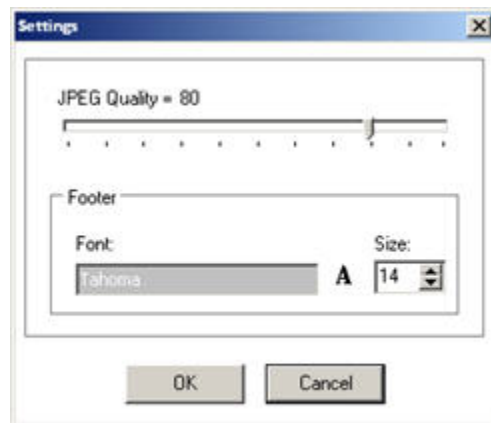 Settings
JPEG Quality = 80
Footer
Font: Size:
Tahoma A 14
OK Cancel